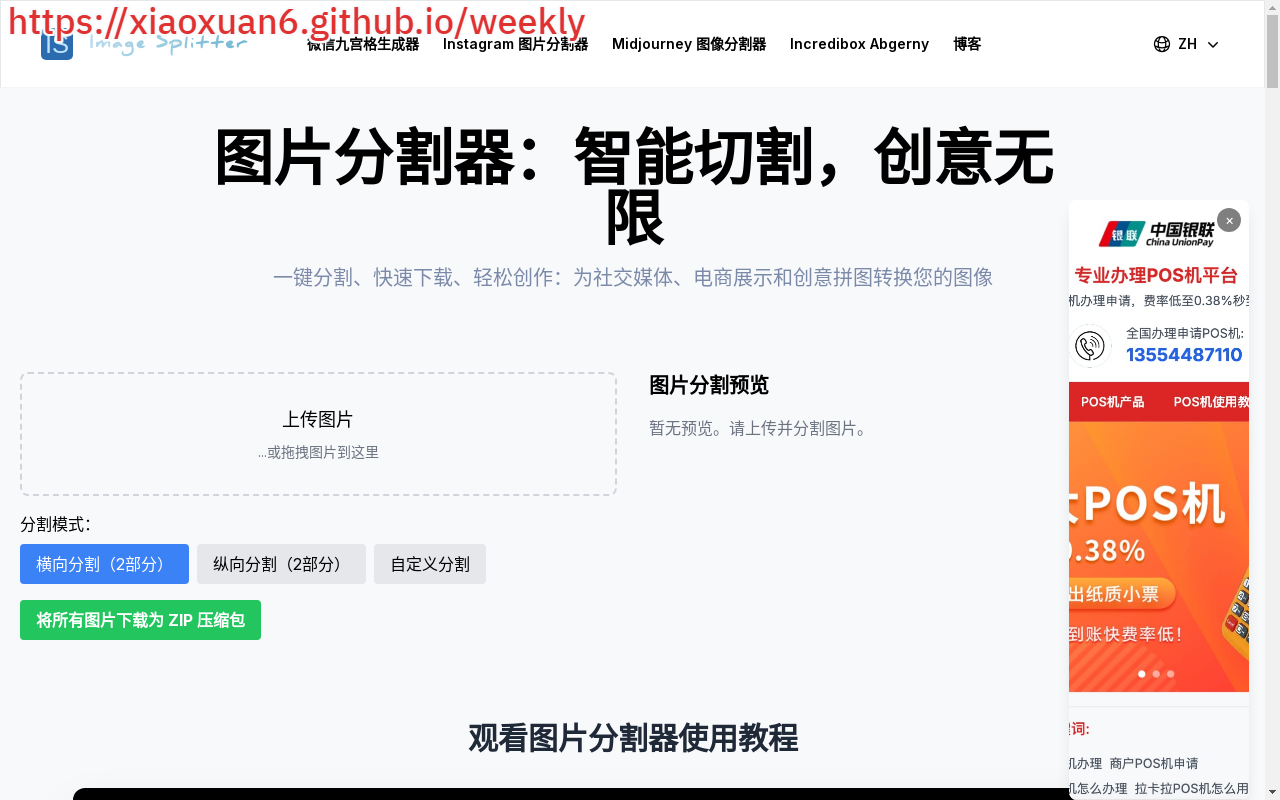 https://xiaoxuan6.github.io/weekly
IS Image Splitter
微信九宫格生成器
Instagram 图片分割器
Midjourney 图像分割器
Incredibox Abgerny
博客
ZH
图片分割器：智能切割，创意无
限
一键分割、快速下载、轻松创作：为社交媒体、电商展示和创意拼图转换您的图像
上传图片
...或拖拽图片到这里
图片分割预览
暂无预览。请上传并分割图片。
分割模式：
横向分割（2部分）
纵向分割（2部分）
自定义分割
将所有图片下载为 ZIP 压缩包
观看图片分割器使用教程
×
银联 中国银联
China UnionPay
专业办理POS机平台
机办理申请，费率低至0.38%秒到
全国办理申请POS机:
13554487110
POS机产品
POS机使用教
POS机
0.38%
出纸质小票
到账快费率低！
词:
机办理 商户POS机申请
机怎么办理 拉卡拉POS机怎么用